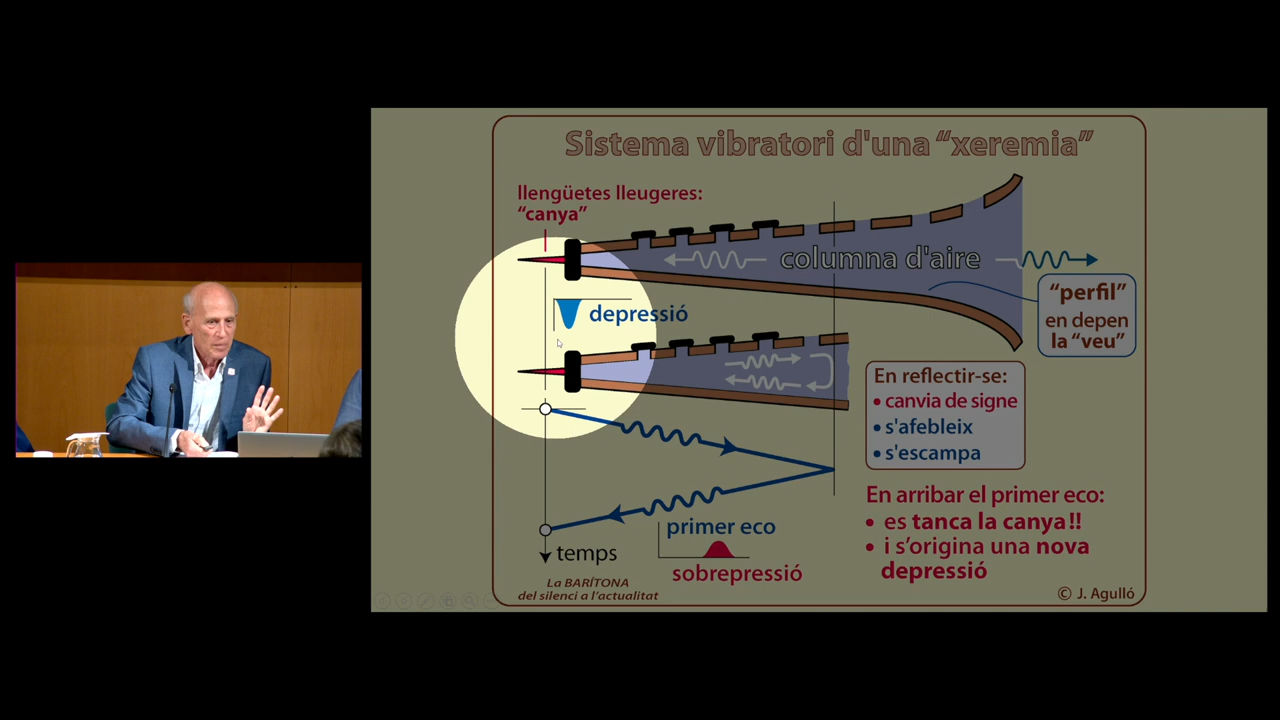 Sistema vibratori d'una “xeremia”
llengüetes lleugeres:
“canya”
columna d'aire
“perfil”
en depen
la “veu”
depressió
En reflectir-se:
• canvia de signe
• s'afebleix
• s'escampa
primer eco
temps
sobrepressió
En arribar el primer eco:
• es tanca la canya!!
• i s’origina una nova
depressió
La BARÍTONA
del silenci a l’actualitat
© J. Agulló